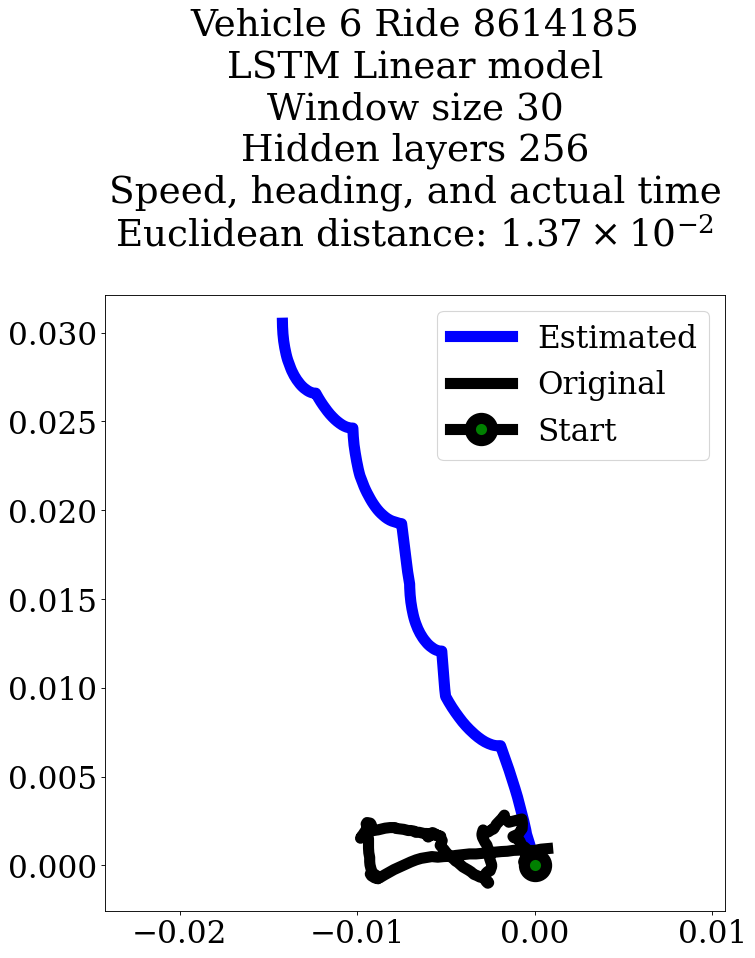 Vehicle 6 Ride 8614185
LSTM Linear model
Window size 30
Hidden layers 256
Speed, heading, and actual time
Euclidean distance: 1.37 × 10⁻²
Estimated
Original
Start
0.030
0.025
0.020
0.015
0.010
0.005
0.000
−0.02 −0.01 0.00 0.01